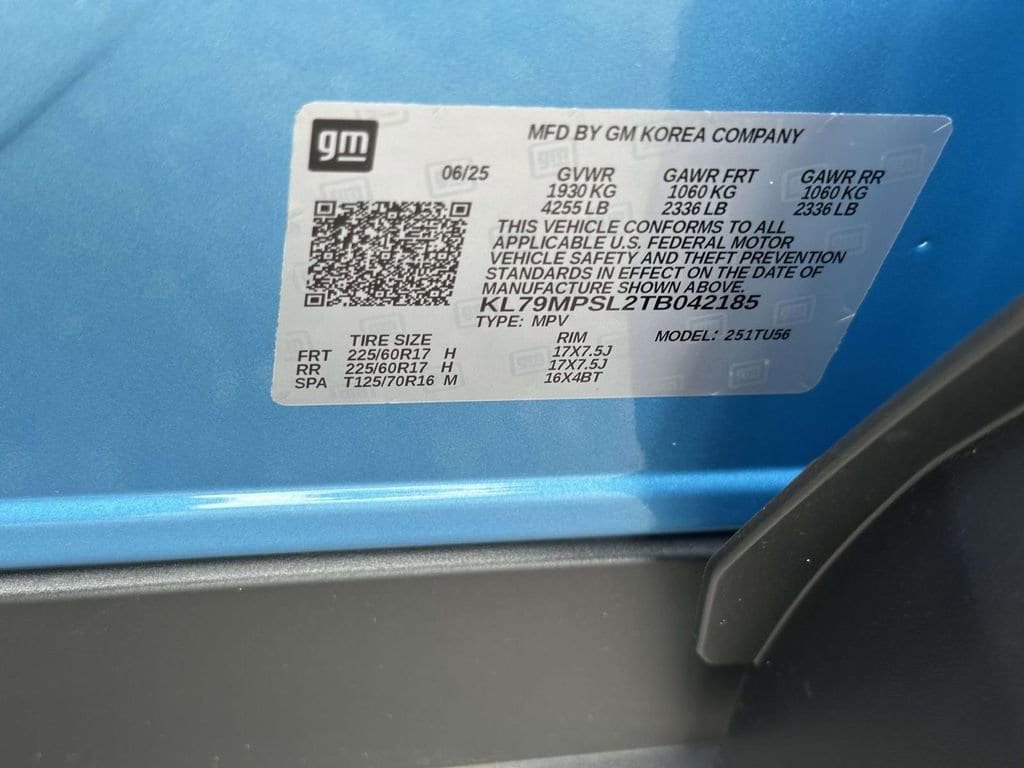 gm
MFD BY GM KOREA COMPANY
06/25 GVWR GAWR FRT GAWR RR
1930 KG 1060 KG 1060 KG
4255 LB 2336 LB 2336 LB
THIS VEHICLE CONFORMS TO ALL
APPLICABLE U.S. FEDERAL MOTOR
VEHICLE SAFETY AND THEFT PREVENTION
STANDARDS IN EFFECT ON THE DATE OF
MANUFACTURE SHOWN ABOVE.
KL79MPSL2TB042185
TYPE: MPV MODEL: 251TU56
TIRE SIZE RIM
FRT 225/60R17 H 17X7.5J
RR 225/60R17 H 17X7.5J
SPA T125/70R16 M 16X4BT